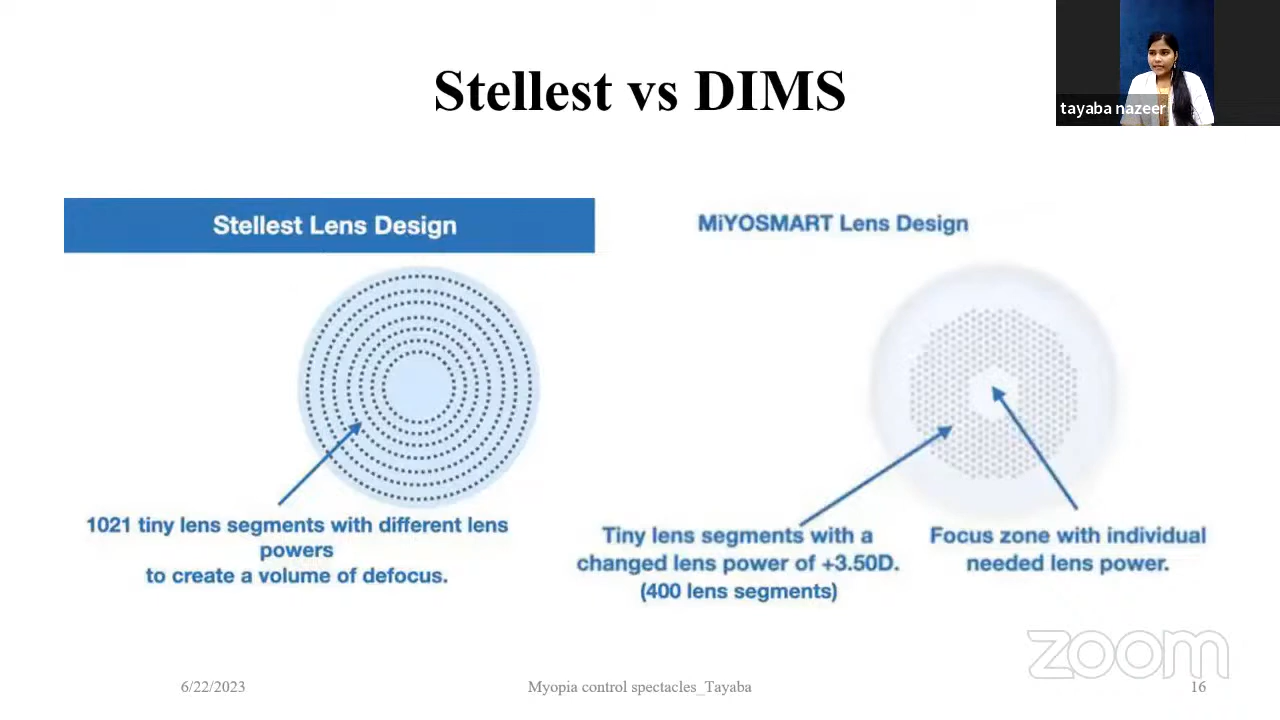 Stellest vs DIMS
tayaba nazeer
Stellest Lens Design
MiYOSMART Lens Design
1021 tiny lens segments with different lens
powers
to create a volume of defocus.
Tiny lens segments with a
changed lens power of +3.50D.
(400 lens segments)
Focus zone with individual
needed lens power.
zoom
6/22/2023
Myopia control spectacles_Tayaba
16